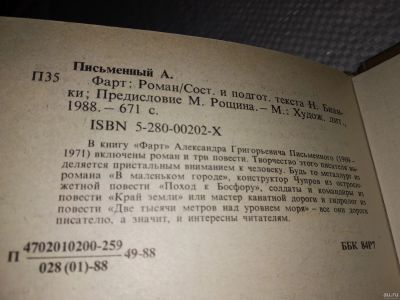 Письменный А.
П35 Фарт: Роман/Сост. и подгот. текста Н. Биан-
ки; Предисловие М. Рощина.— М.: Худож. лит.,
1988.— 671 с.
ISBN 5-280-00202-X
В книгу «Фарт» Александра Григорьевича Письменного (1909—
1971) включены роман и три повести. Творчество этого писателя вы-
деляется пристальным вниманием к человеку. Будь то металлург из
романа «В маленьком городе», конструктор Чупров из остросю-
жетной повести «Поход к Босфору», солдаты и командиры из
повести «Край земли» или мастер канатной дороги и гидролог из
повести «Две тысячи метров над уровнем моря» — все они дороги
писателю, а значит, и интересны читателям.
П 4702010200-259 49-88 ББК 84Р7
028 (01)-88
au.ru